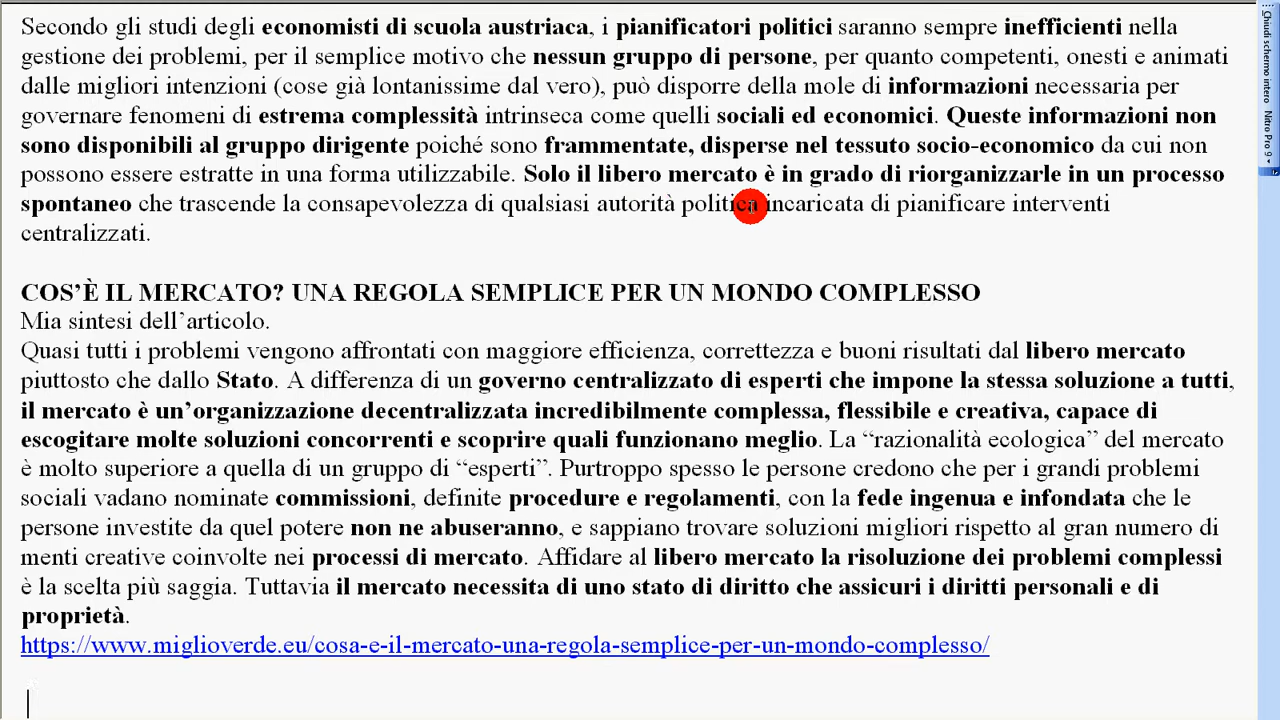 Secondo gli studi degli economisti di scuola austriaca, i pianificatori politici saranno sempre inefficienti nella
gestione dei problemi, per il semplice motivo che nessun gruppo di persone, per quanto competenti, onesti e animati
dalle migliori intenzioni (cose già lontanissime dal vero), può disporre della mole di informazioni necessaria per
governare fenomeni di estrema complessità intrinseca come quelli sociali ed economici. Queste informazioni non
sono disponibili al gruppo dirigente poiché sono frammentate, disperse nel tessuto socio-economico da cui non
possono essere estratte in una forma utilizzabile. Solo il libero mercato è in grado di riorganizzarle in un processo
spontaneo che trascende la consapevolezza di qualsiasi autorità politica incaricata di pianificare interventi
centralizzati.
COS’È IL MERCATO? UNA REGOLA SEMPLICE PER UN MONDO COMPLESSO
Mia sintesi dell’articolo.
Quasi tutti i problemi vengono affrontati con maggiore efficienza, correttezza e buoni risultati dal libero mercato
piuttosto che dallo Stato. A differenza di un governo centralizzato di esperti che impone la stessa soluzione a tutti,
il mercato è un’organizzazione decentralizzata incredibilmente complessa, flessibile e creativa, capace di
escogitare molte soluzioni concorrenti e scoprire quali funzionano meglio. La “razionalità ecologica” del mercato
è molto superiore a quella di un gruppo di “esperti”. Purtroppo spesso le persone credono che per i grandi problemi
sociali vadano nominate commissioni, definite procedure e regolamenti, con la fede ingenua e infondata che le
persone investite da quel potere non ne abuseranno, e sappiano trovare soluzioni migliori rispetto al gran numero di
menti creative coinvolte nei processi di mercato. Affidare al libero mercato la risoluzione dei problemi complessi
è la scelta più saggia. Tuttavia il mercato necessita di uno stato di diritto che assicuri i diritti personali e di
proprietà.
https://www.miglioverde.eu/cosa-e-il-mercato-una-regola-semplice-per-un-mondo-complesso/
Chiudi schermo intero - Nitro Pro 9